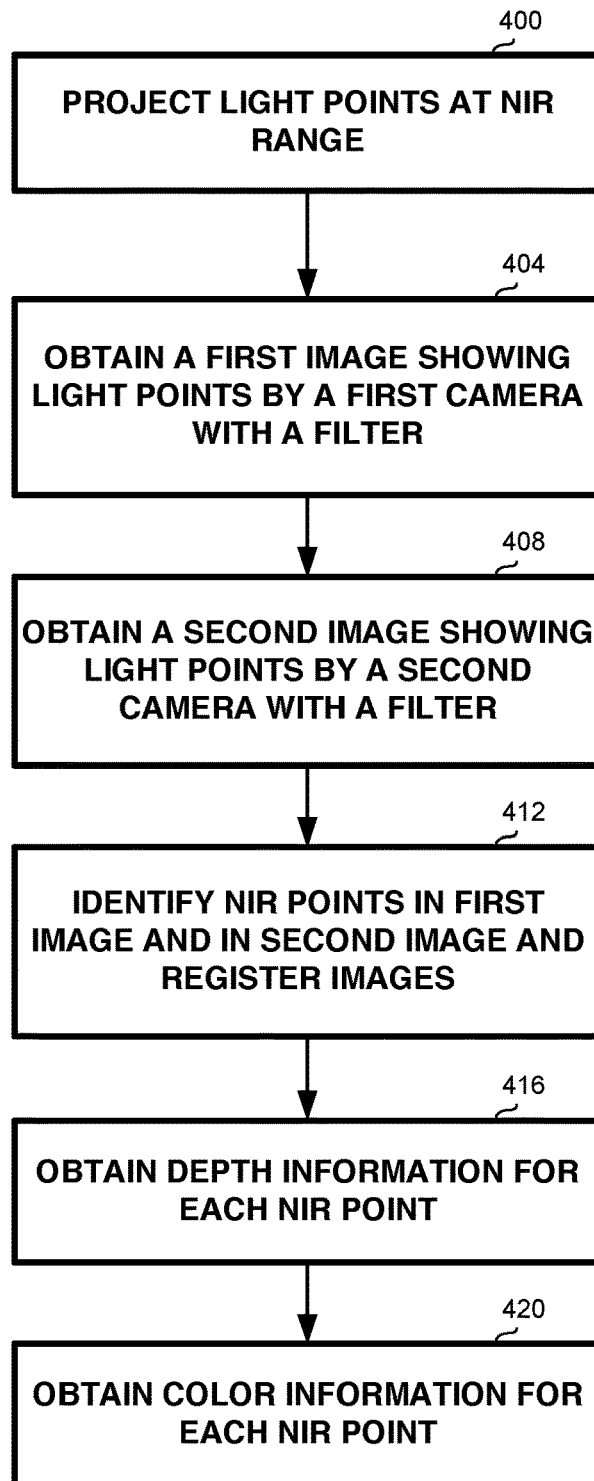 400
PROJECT LIGHT POINTS AT NIR
RANGE
404
OBTAIN A FIRST IMAGE SHOWING
LIGHT POINTS BY A FIRST CAMERA
WITH A FILTER
408
OBTAIN A SECOND IMAGE SHOWING
LIGHT POINTS BY A SECOND
CAMERA WITH A FILTER
412
IDENTIFY NIR POINTS IN FIRST
IMAGE AND IN SECOND IMAGE AND
REGISTER IMAGES
416
OBTAIN DEPTH INFORMATION FOR
EACH NIR POINT
420
OBTAIN COLOR INFORMATION FOR
EACH NIR POINT